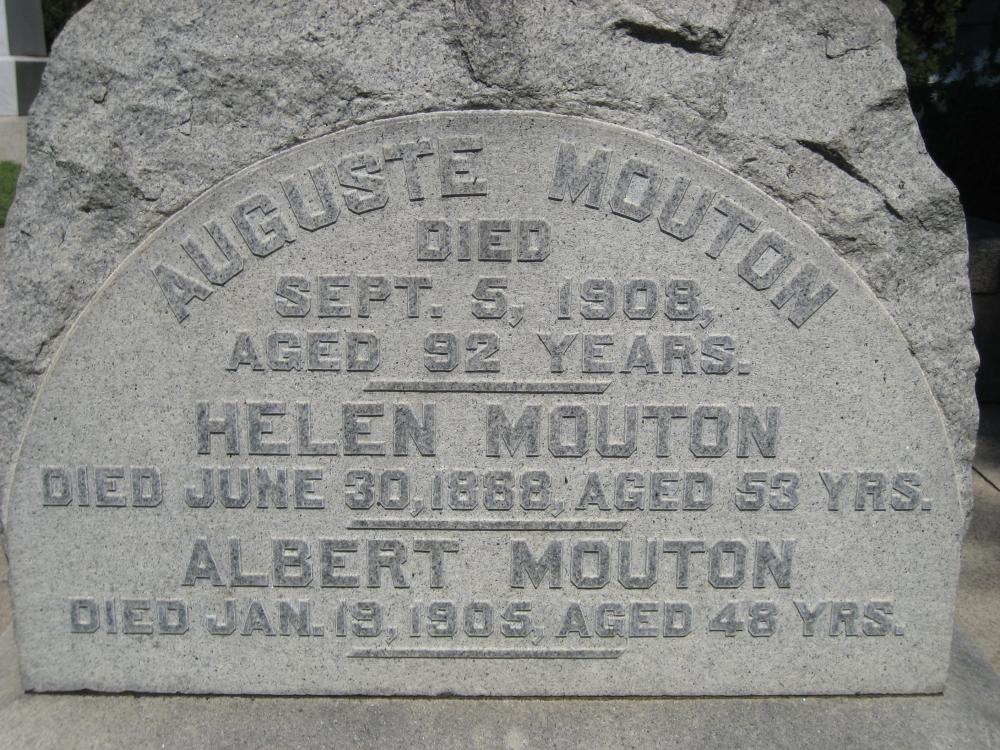 AUGUSTE MOUTON
DIED
SEPT. 5, 1908,
AGED 92 YEARS.
HELEN MOUTON
DIED JUNE 30, 1888, AGED 53 YRS.
ALBERT MOUTON
DIED JAN. 19, 1905, AGED 48 YRS.